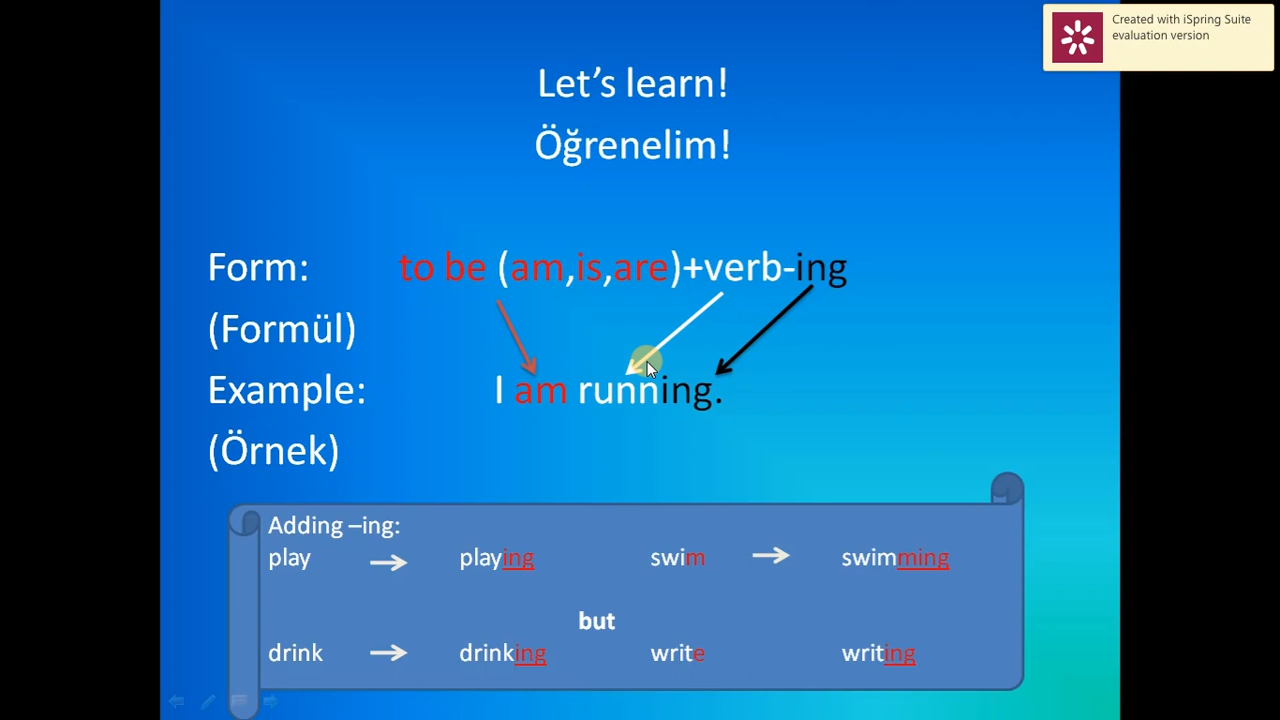 Created with iSpring Suite
evaluation version
Let’s learn!
Öğrenelim!
Form: to be (am,is,are)+verb-ing
(Formül)
Example: I am running.
(Örnek)
Adding –ing:
play playing swim swimming
but
drink drinking write writing